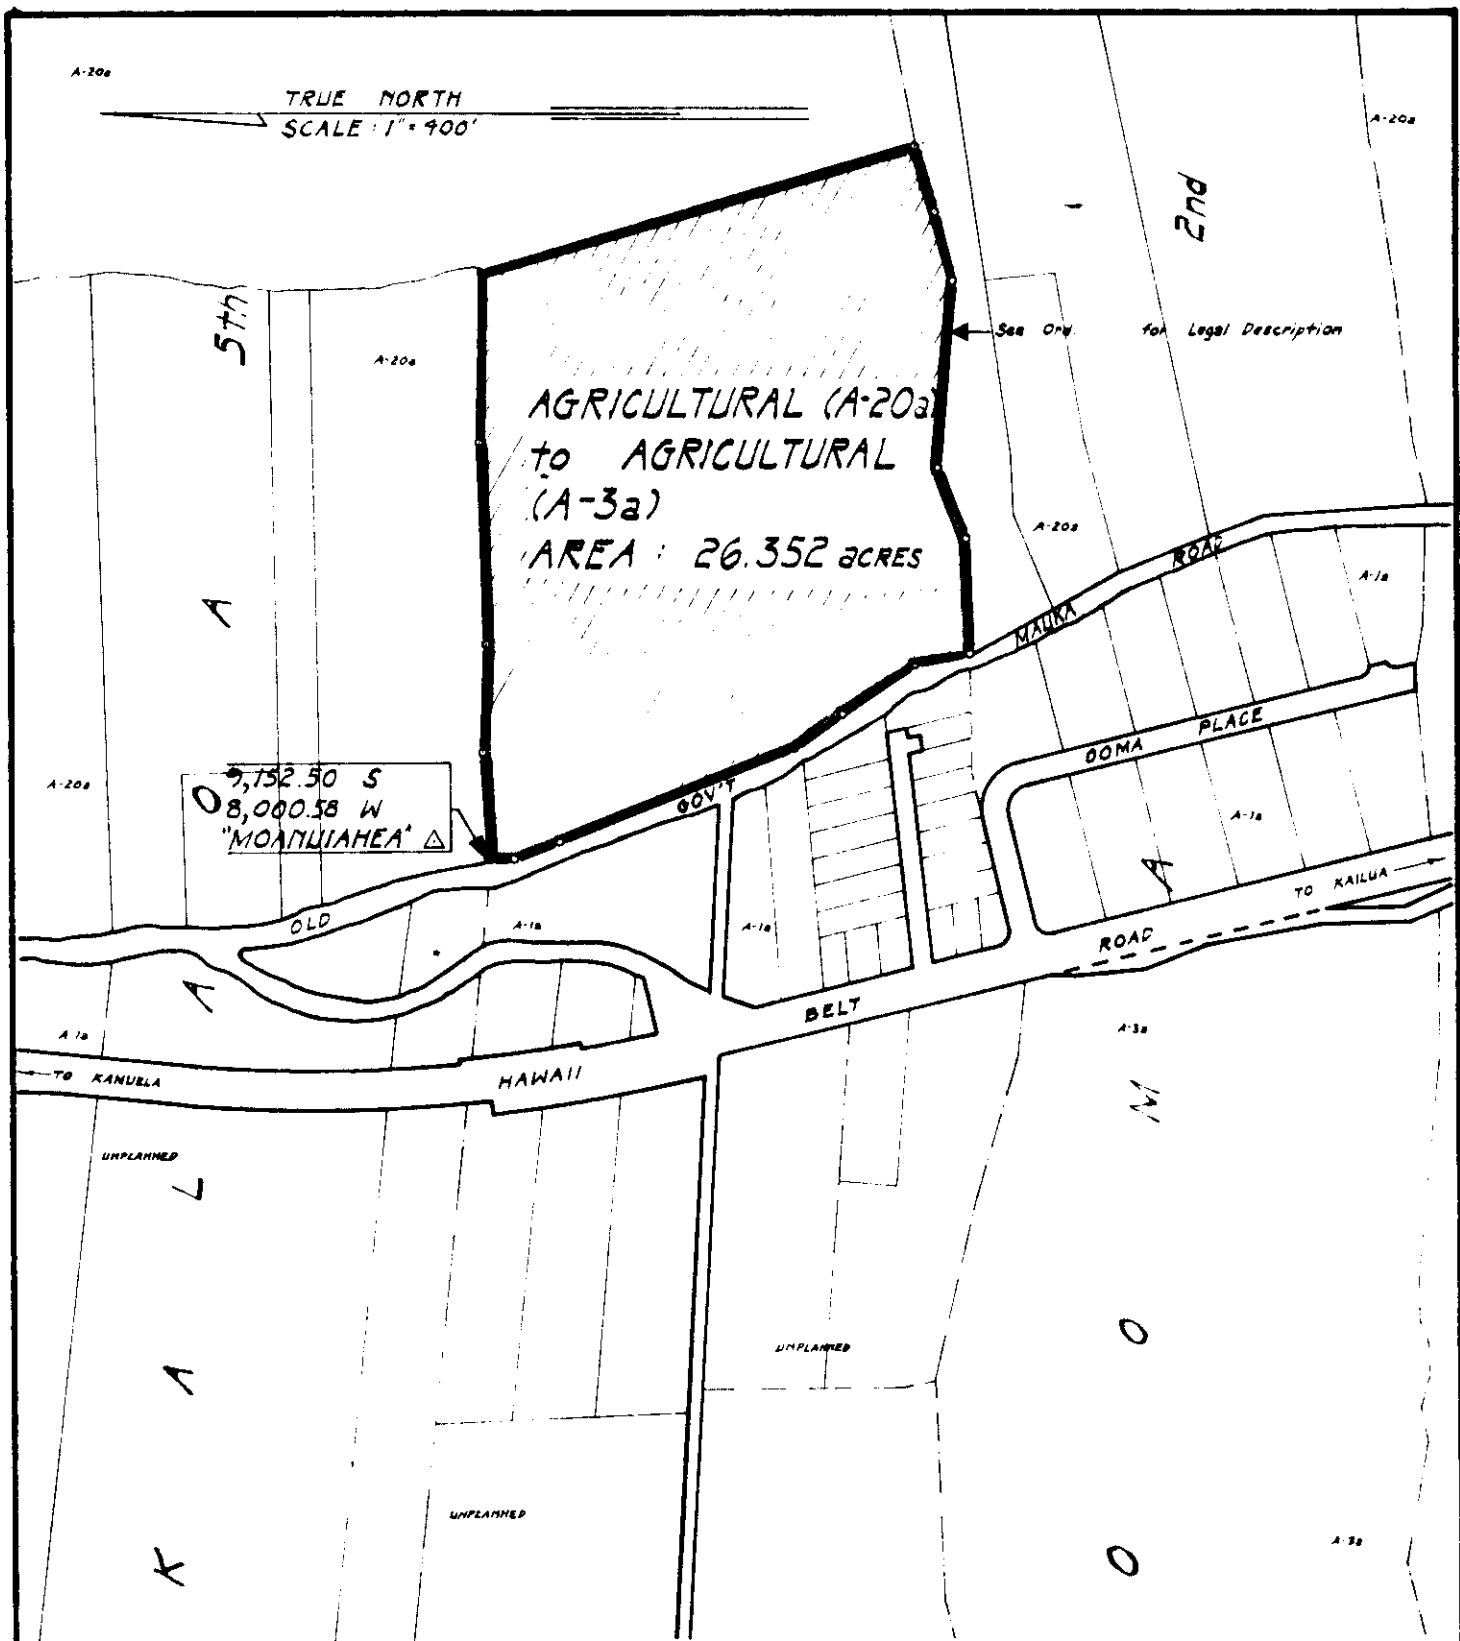 A-20a
TRUE NORTH
SCALE : 1" = 400'
A-20a
2nd
1
5th
A-20a
See Ord. for Legal Description
AGRICULTURAL (A-20a)
to AGRICULTURAL
(A-3a)
AREA : 26.352 acres
A-20a
ROAD
A-1a
MAUKA
A-20a
9,152.50 S
8,000.58 W
"MOANUIAHEA"
GOV'T
OOMA PLACE
A-1a
OLD
A-1a
A-1a
TO KAILUA
ROAD
BELT
A-1a
A-3a
TO KAMUELA
HAWAII
UNPLANNED
UNPLANNED
UNPLANNED
A-3a
K A L A O A
O O M A